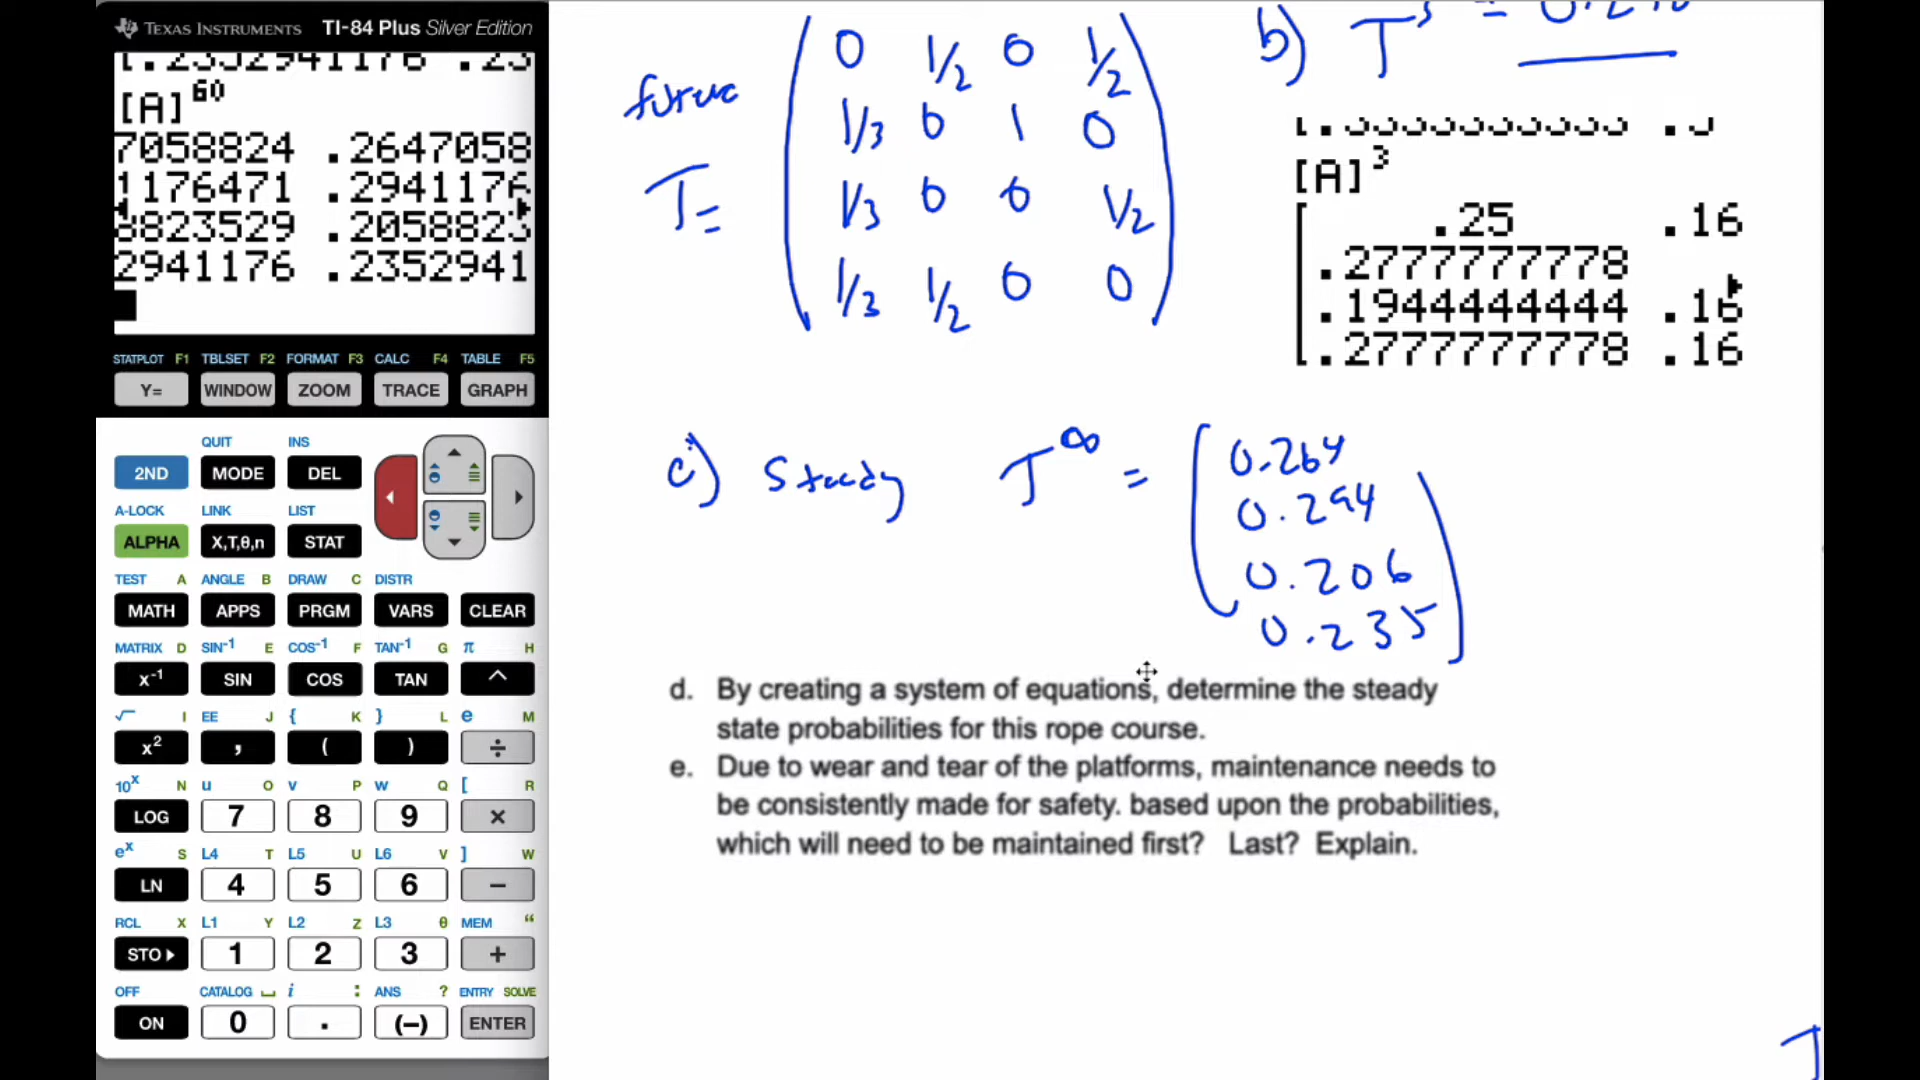 TEXAS INSTRUMENTS TI-84 Plus Silver Edition
[.2352941176 .23
[A]⁶⁰
7058824 .2647058
1176471 .2941176
8823529 .2058823
2941176 .2352941
STATPLOT F1 TBLSET F2 FORMAT F3 CALC F4 TABLE F5
Y= WINDOW ZOOM TRACE GRAPH
QUIT INS
2ND MODE DEL
A-LOCK LINK LIST
ALPHA X,T,θ,n STAT
TEST A ANGLE B DRAW C DISTR
MATH APPS PRGM VARS CLEAR
MATRIX D SIN⁻¹ E COS⁻¹ F TAN⁻¹ G π H
x⁻¹ SIN COS TAN ^
√ I EE J { K } L e M
x² , ( ) ÷
10ˣ N u O v P w Q [ R
LOG 7 8 9 ×
eˣ S L4 T L5 U L6 V ] W
LN 4 5 6 −
RCL X L1 Y L2 Z L3 θ MEM “
STO▶ 1 2 3 +
OFF CATALOG ⎵ i : ANS ? ENTRY SOLVE
ON 0 . (−) ENTER
future
T=
0 1/2 0 1/2
1/3 0 1 0
1/3 0 0 1/2
1/3 1/2 0 0
b) T³ =
[A]³
[ .25 .16
.2777777778
.1944444444 .16
[.2777777778 .16
c) Steady T^∞ =
0.264
0.294
0.206
0.235
d. By creating a system of equations, determine the steady
state probabilities for this rope course.
e. Due to wear and tear of the platforms, maintenance needs to
be consistently made for safety. based upon the probabilities,
which will need to be maintained first? Last? Explain.